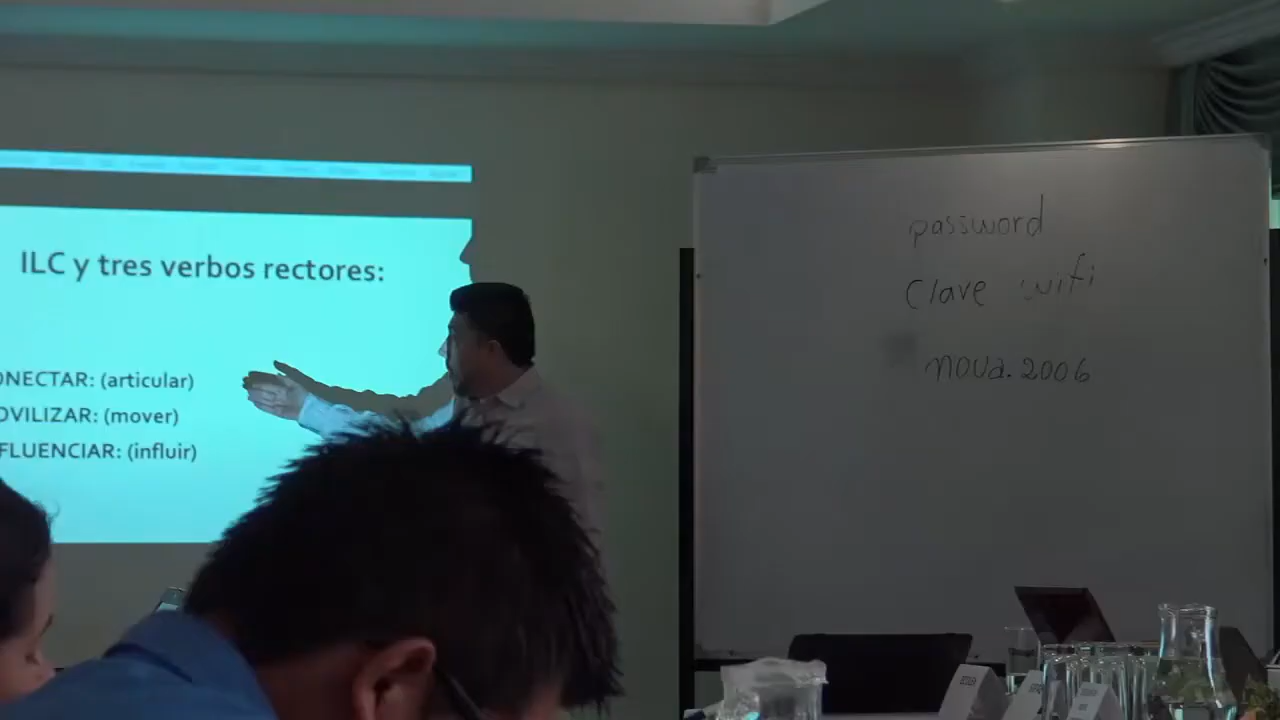 ILC y tres verbos rectores:
ONECTAR: (articular)
OVILIZAR: (mover)
FLUENCIAR: (influir)
password
Clave wifi
nova.2006